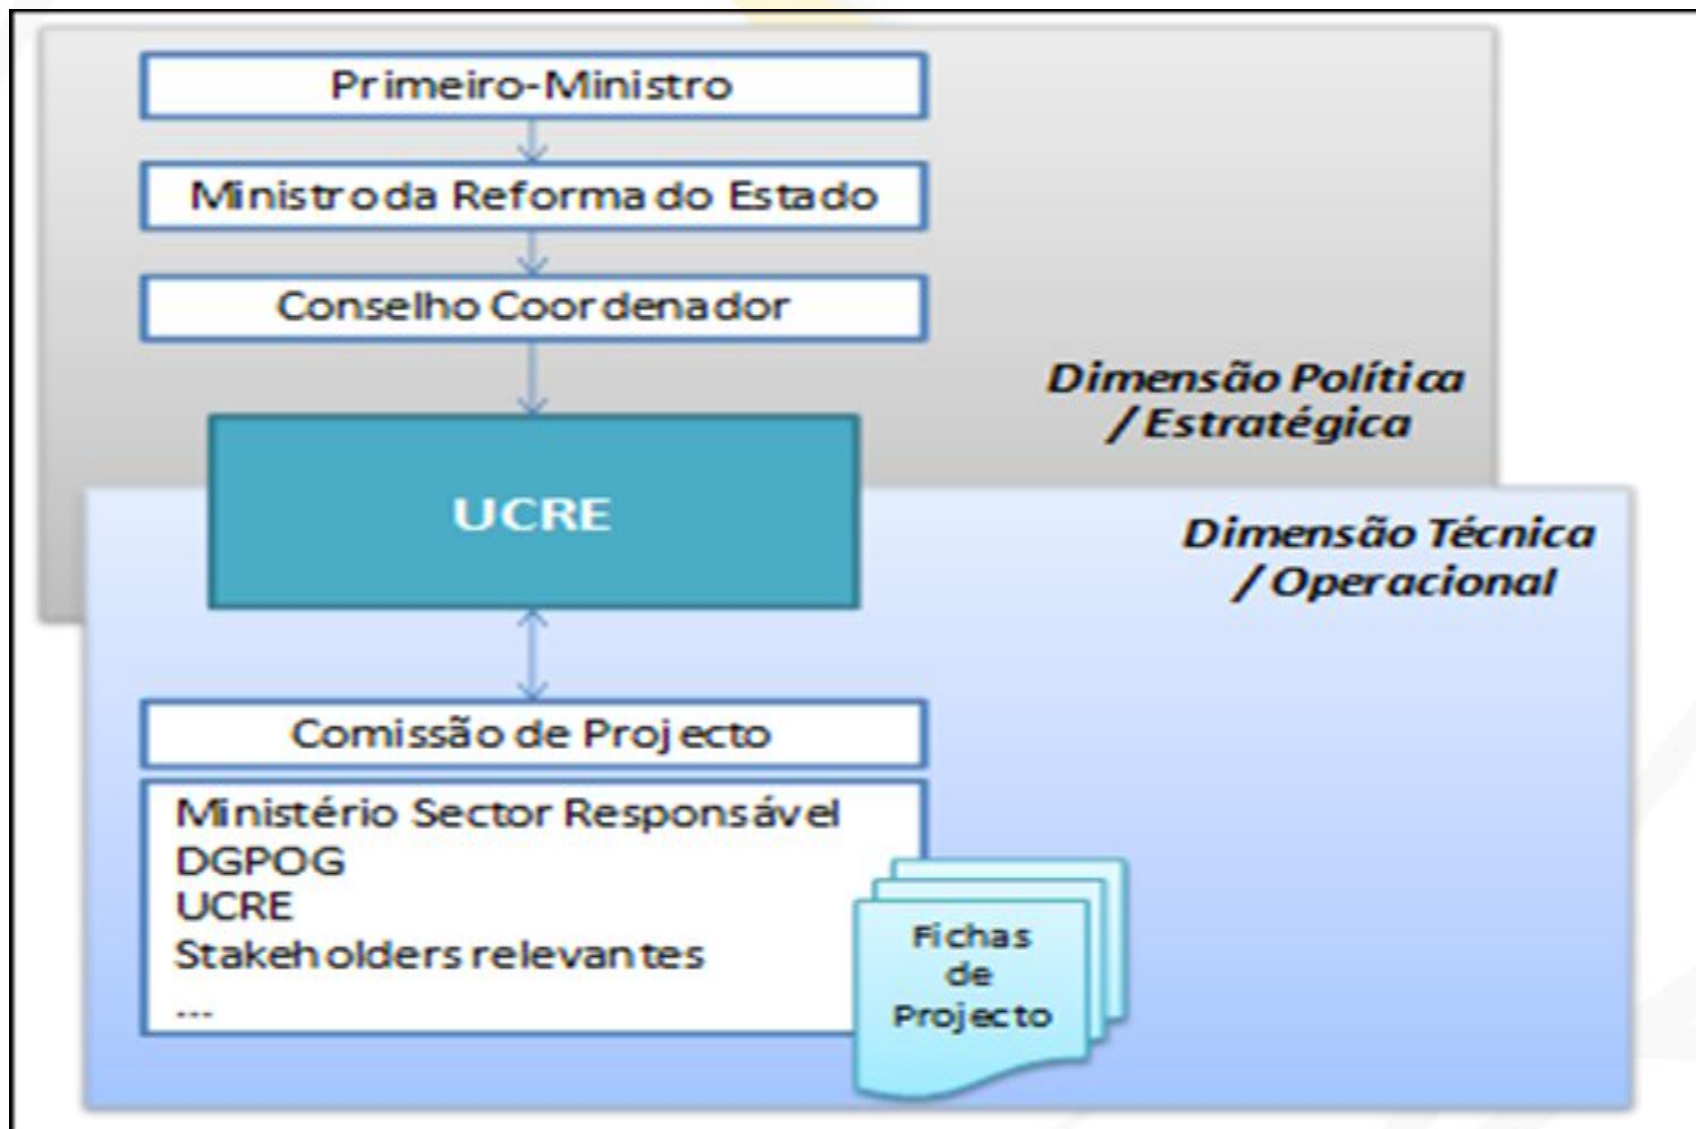 Primeiro-Ministro
Ministro da Reforma do Estado
Conselho Coordenador
Dimensão Política
/ Estratégica
UCRE
Dimensão Técnica
/ Operacional
Comissão de Projecto
Ministério Sector Responsável
DGPOG
UCRE
Stakeholders relevantes
---
Fichas
de
Projecto